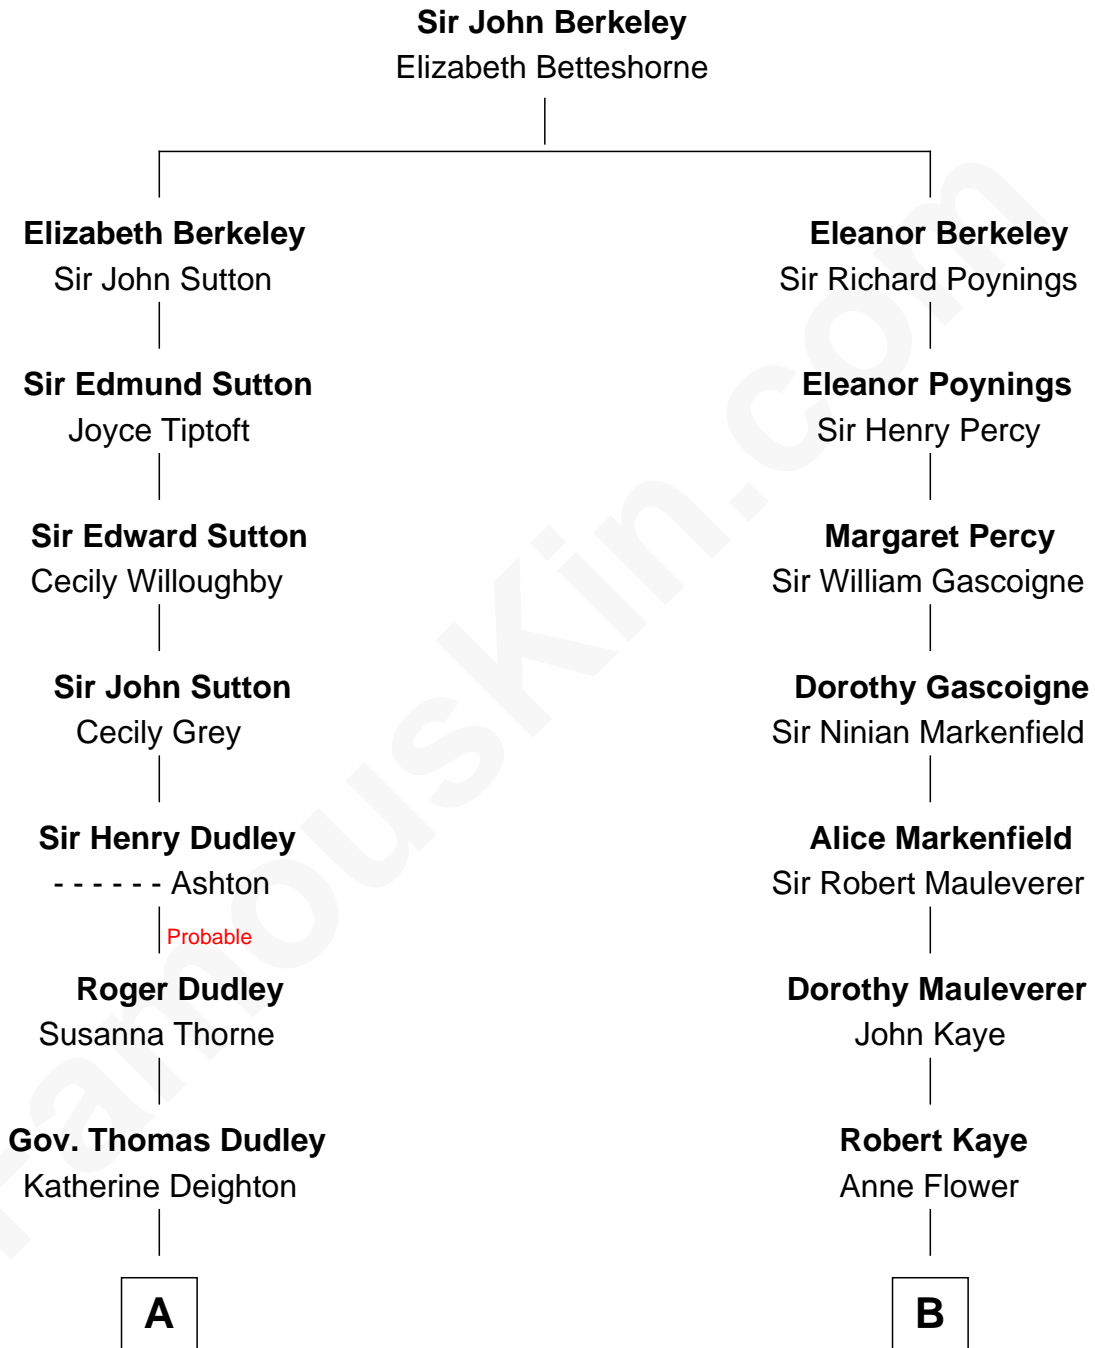 Sir John Berkeley
Elizabeth Betteshorne
Elizabeth Berkeley
Sir John Sutton
Eleanor Berkeley
Sir Richard Poynings
Sir Edmund Sutton
Joyce Tiptoft
Eleanor Poynings
Sir Henry Percy
Sir Edward Sutton
Cecily Willoughby
Margaret Percy
Sir William Gascoigne
Sir John Sutton
Cecily Grey
Dorothy Gascoigne
Sir Ninian Markenfield
Sir Henry Dudley
- - - - - - Ashton
Alice Markenfield
Sir Robert Mauleverer
Probable
Roger Dudley
Susanna Thorne
Dorothy Mauleverer
John Kaye
Gov. Thomas Dudley
Katherine Deighton
Robert Kaye
Anne Flower
A
B
FamousKin.com